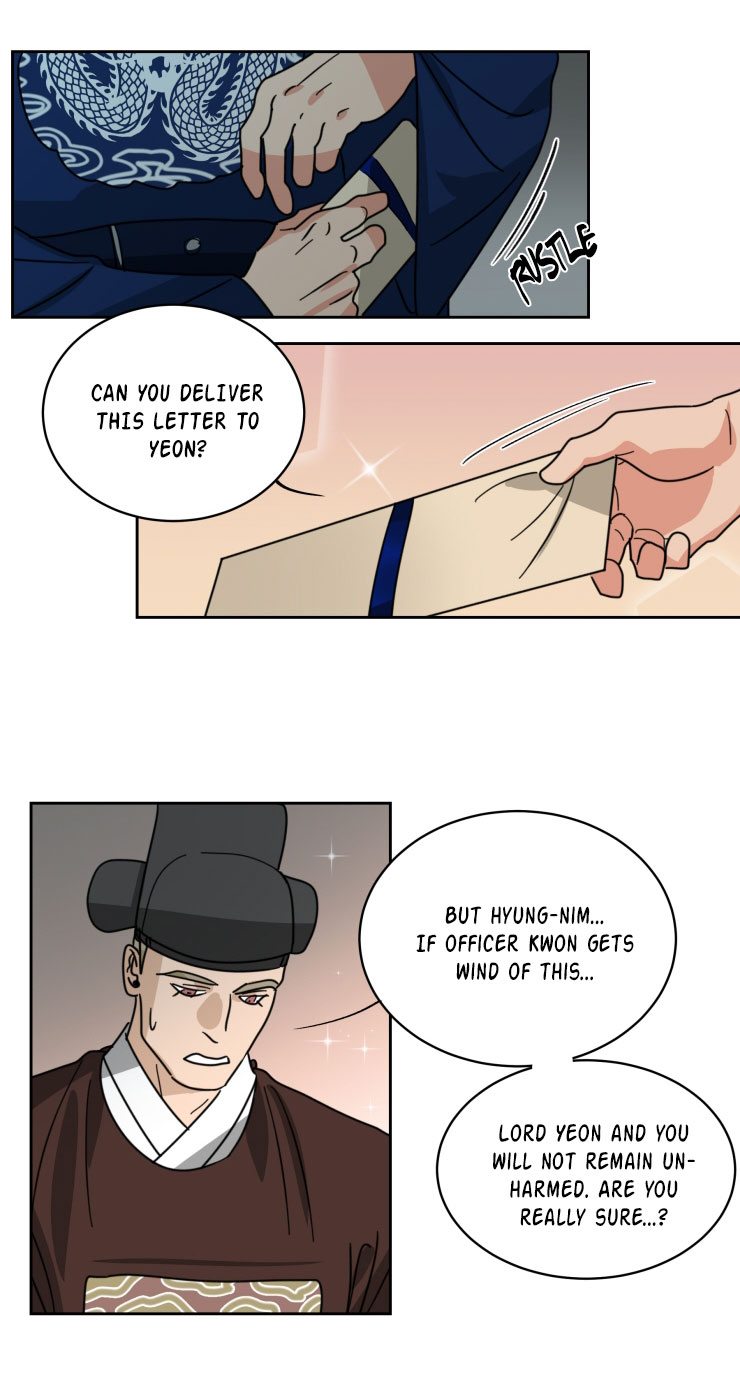 RUSTLE
CAN YOU DELIVER
THIS LETTER TO
YEON?
BUT HYUNG-NIM...
IF OFFICER KWON GETS
WIND OF THIS...
LORD YEON AND YOU
WILL NOT REMAIN UN-
HARMED. ARE YOU
REALLY SURE...?